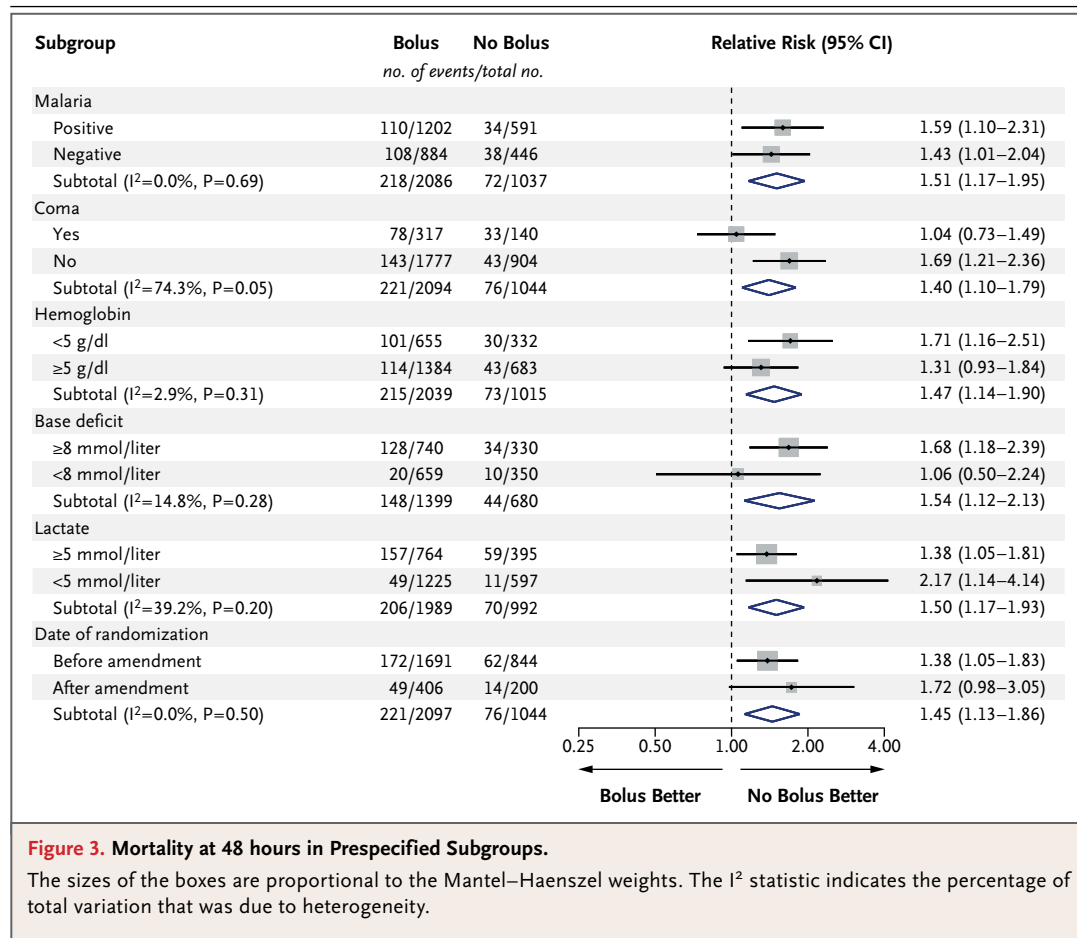 Subgroup Bolus No Bolus Relative Risk (95% CI)
no. of events/total no.
Malaria
Positive 110/1202 34/591 1.59 (1.10–2.31)
Negative 108/884 38/446 1.43 (1.01–2.04)
Subtotal (I²=0.0%, P=0.69) 218/2086 72/1037 1.51 (1.17–1.95)
Coma
Yes 78/317 33/140 1.04 (0.73–1.49)
No 143/1777 43/904 1.69 (1.21–2.36)
Subtotal (I²=74.3%, P=0.05) 221/2094 76/1044 1.40 (1.10–1.79)
Hemoglobin
<5 g/dl 101/655 30/332 1.71 (1.16–2.51)
≥5 g/dl 114/1384 43/683 1.31 (0.93–1.84)
Subtotal (I²=2.9%, P=0.31) 215/2039 73/1015 1.47 (1.14–1.90)
Base deficit
≥8 mmol/liter 128/740 34/330 1.68 (1.18–2.39)
<8 mmol/liter 20/659 10/350 1.06 (0.50–2.24)
Subtotal (I²=14.8%, P=0.28) 148/1399 44/680 1.54 (1.12–2.13)
Lactate
≥5 mmol/liter 157/764 59/395 1.38 (1.05–1.81)
<5 mmol/liter 49/1225 11/597 2.17 (1.14–4.14)
Subtotal (I²=39.2%, P=0.20) 206/1989 70/992 1.50 (1.17–1.93)
Date of randomization
Before amendment 172/1691 62/844 1.38 (1.05–1.83)
After amendment 49/406 14/200 1.72 (0.98–3.05)
Subtotal (I²=0.0%, P=0.50) 221/2097 76/1044 1.45 (1.13–1.86)
0.25 0.50 1.00 2.00 4.00
Bolus Better No Bolus Better
Figure 3. Mortality at 48 hours in Prespecified Subgroups.
The sizes of the boxes are proportional to the Mantel–Haenszel weights. The I² statistic indicates the percentage of
total variation that was due to heterogeneity.